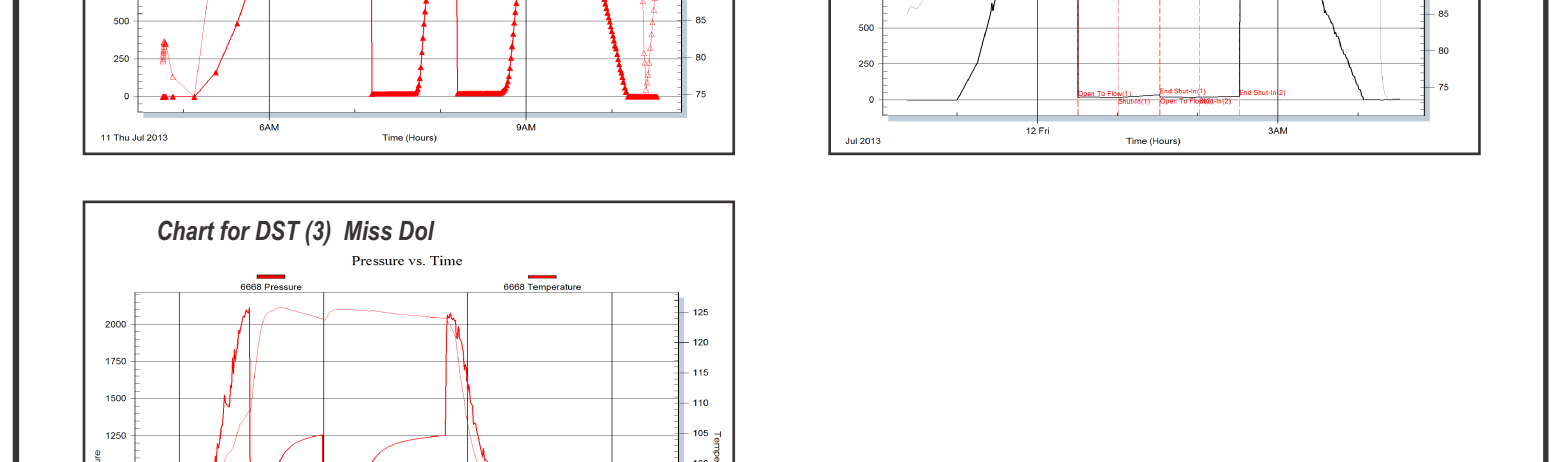 500
85
250
80
0
75
6AM
9AM
11 Thu Jul 2013
Time (Hours)
500
85
250
80
0
75
Open To Flow(1)
Shut-In(1)
End Shut-In(1)
Open To Flow(2)
Shut-In(2)
End Shut-In(2)
12 Fri
3AM
Jul 2013
Time (Hours)
Chart for DST (3) Miss Dol
Pressure vs. Time
6668 Pressure
6668 Temperature
2000
1750
1500
1250
125
120
115
110
105